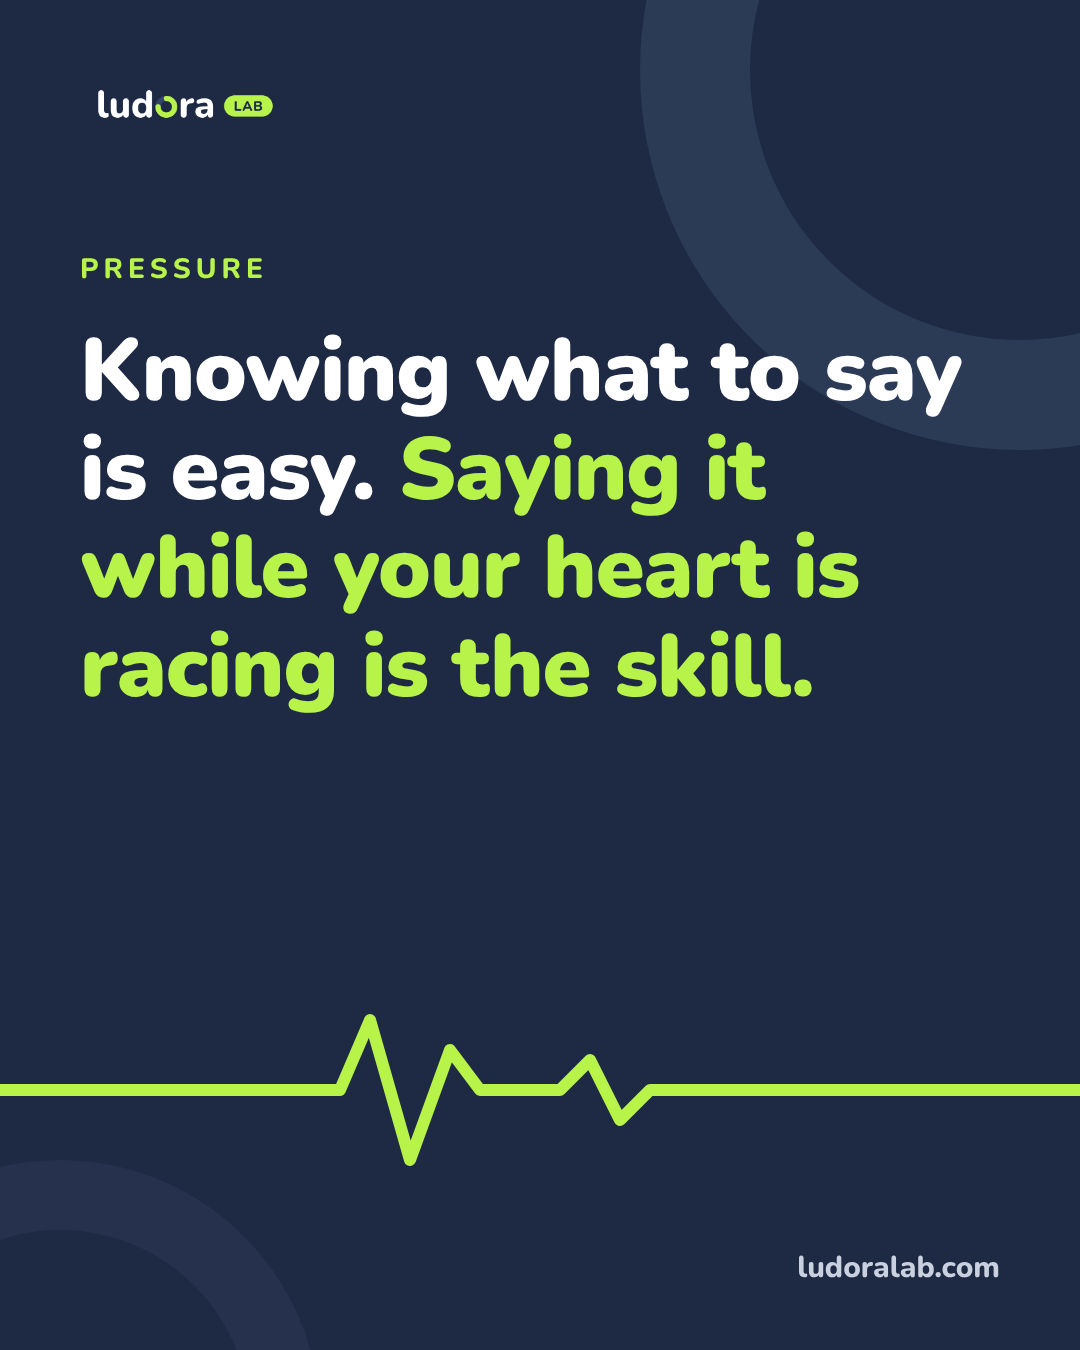 ludora LAB
PRESSURE
Knowing what to say
is easy. Saying it
while your heart is
racing is the skill.
ludoralab.com